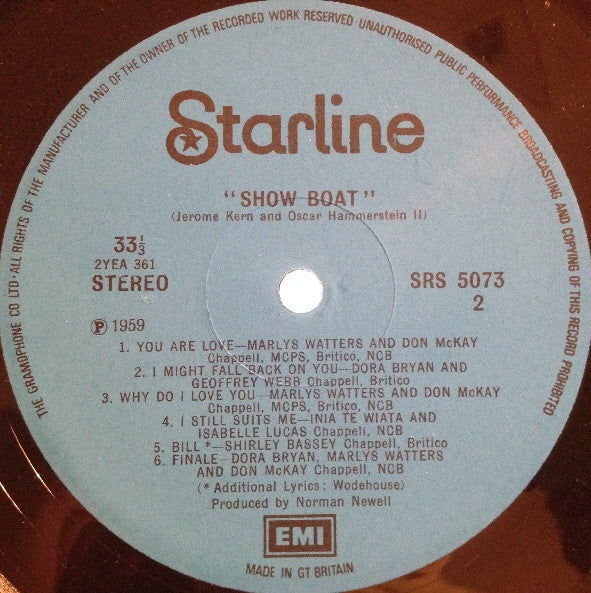 THE GRAMOPHONE CO LTD·ALL RIGHTS OF THE MANUFACTURER AND OF THE OWNER OF THE RECORDED WORK RESERVED·UNAUTHORISED PUBLIC PERFORMANCE BROADCASTING AND COPYING OF THIS RECORD PROHIBITED
Starline
"SHOW BOAT"
(Jerome Kern and Oscar Hammerstein II)
33⅓
2YEA 361
STEREO
SRS 5073
2
Ⓟ 1959
1. YOU ARE LOVE—MARLYS WATTERS AND DON McKAY
Chappell, MCPS, Britico, NCB
2. I MIGHT FALL BACK ON YOU—DORA BRYAN AND
GEOFFREY WEBB Chappell, Britico
3. WHY DO I LOVE YOU—MARLYS WATTERS AND DON McKAY
Chappell, MCPS, Britico, NCB
4. I STILL SUITS ME—INIA TE WIATA AND
ISABELLE LUCAS Chappell, Britico, NCB
5. BILL *—SHIRLEY BASSEY Chappell, Britico
6. FINALE—DORA BRYAN, MARLYS WATTERS
AND DON McKAY Chappell, NCB
(* Additional Lyrics: Wodehouse)
Produced by Norman Newell
EMI
MADE IN GT BRITAIN